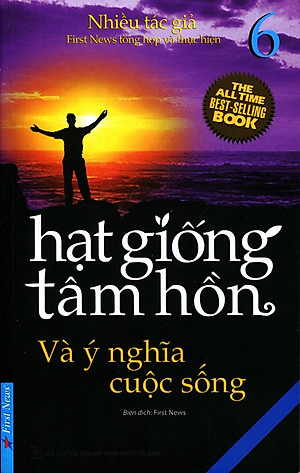 Nhiều tác giả
First News tổng hợp và thực hiện
6
THE
ALL TIME
BEST-SELLING
BOOK
hạt giống
tâm hồn
Và ý nghĩa
cuộc sống
Biên dịch: First News
First News